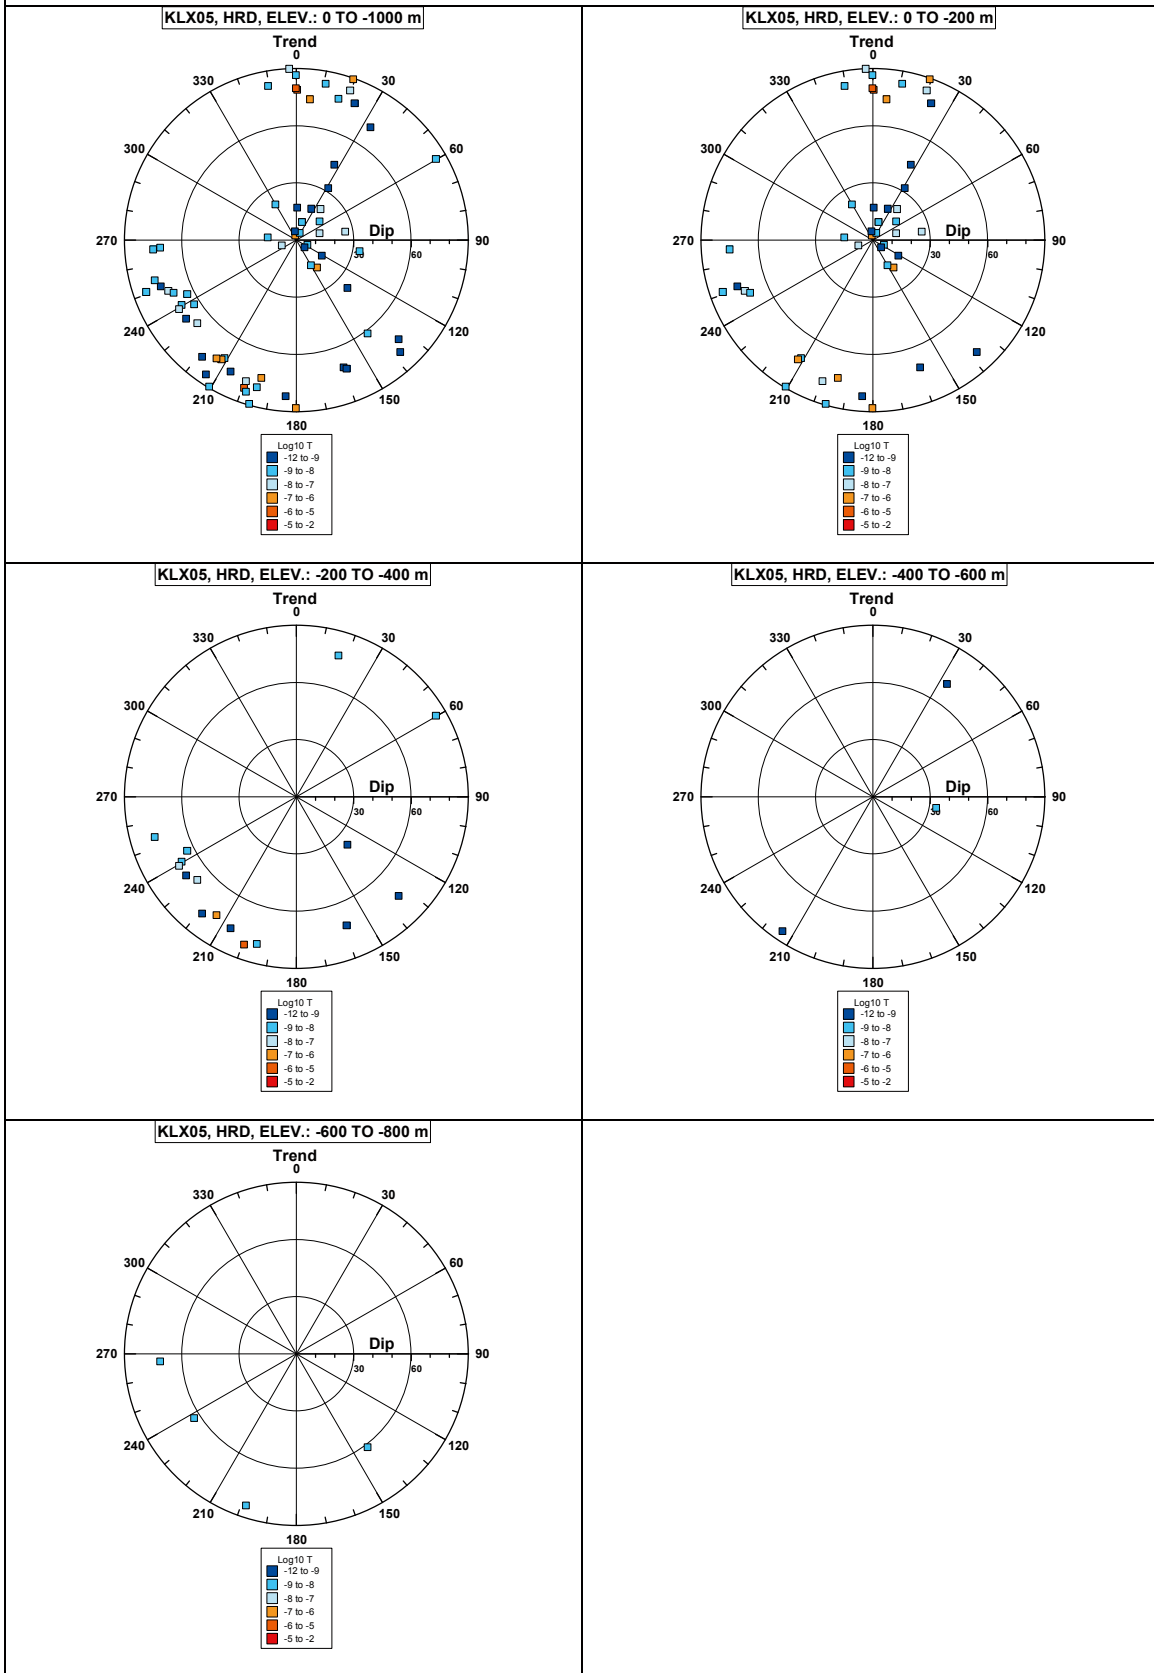 KLX05, HRD, ELEV.: 0 TO -1000 m
Trend
0
330
30
300
60
270
Dip
90
30
60
240
120
210
150
180
Log10 T
-12 to -9
-9 to -8
-8 to -7
-7 to -6
-6 to -5
-5 to -2
KLX05, HRD, ELEV.: 0 TO -200 m
Trend
0
330
30
300
60
270
Dip
90
30
60
240
120
210
150
180
Log10 T
-12 to -9
-9 to -8
-8 to -7
-7 to -6
-6 to -5
-5 to -2
KLX05, HRD, ELEV.: -200 TO -400 m
Trend
0
330
30
300
60
270
Dip
90
30
60
240
120
210
150
180
Log10 T
-12 to -9
-9 to -8
-8 to -7
-7 to -6
-6 to -5
-5 to -2
KLX05, HRD, ELEV.: -400 TO -600 m
Trend
0
330
30
300
60
270
Dip
90
30
60
240
120
210
150
180
Log10 T
-12 to -9
-9 to -8
-8 to -7
-7 to -6
-6 to -5
-5 to -2
KLX05, HRD, ELEV.: -600 TO -800 m
Trend
0
330
30
300
60
270
Dip
90
30
60
240
120
210
150
180
Log10 T
-12 to -9
-9 to -8
-8 to -7
-7 to -6
-6 to -5
-5 to -2